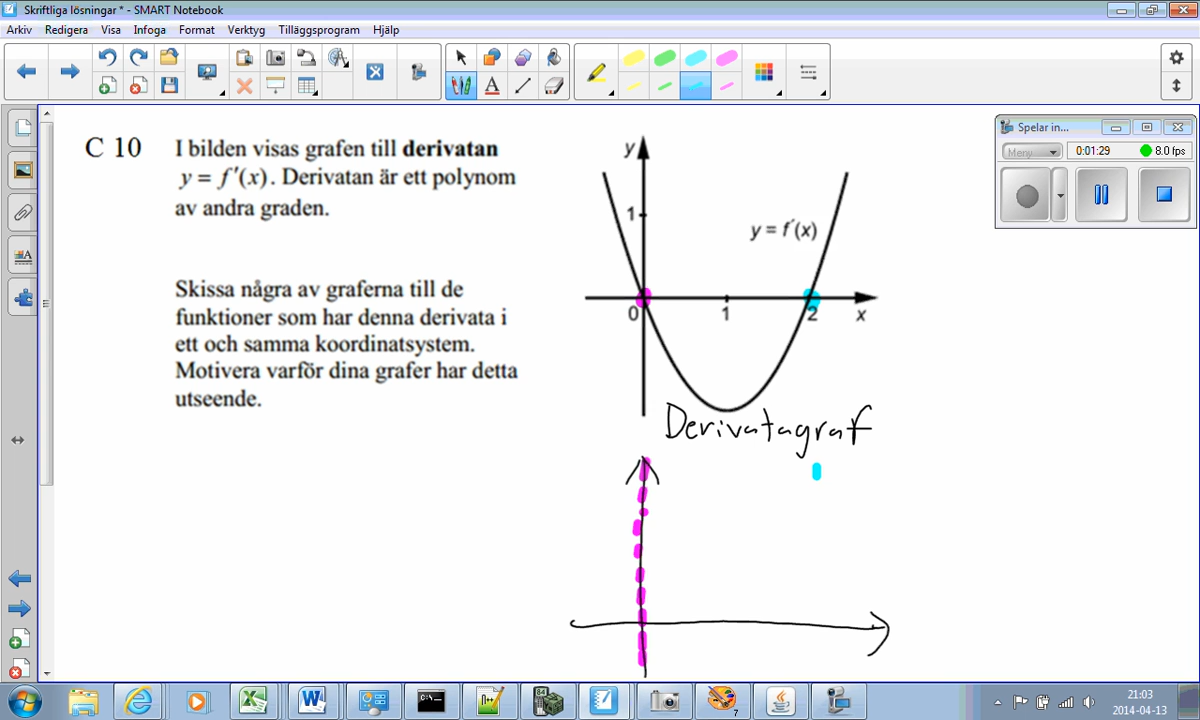 Skriftliga lösningar * - SMART Notebook
Arkiv Redigera Visa Infoga Format Verktyg Tilläggsprogram Hjälp
C 10
I bilden visas grafen till derivatan
y = f'(x). Derivatan är ett polynom
av andra graden.
Skissa några av graferna till de
funktioner som har denna derivata i
ett och samma koordinatsystem.
Motivera varför dina grafer har detta
utseende.
y
1
y = f'(x)
0
1
2
x
Derivatagraf
Spelar in...
Meny
0:01:29
8.0 fps
21:03
2014-04-13